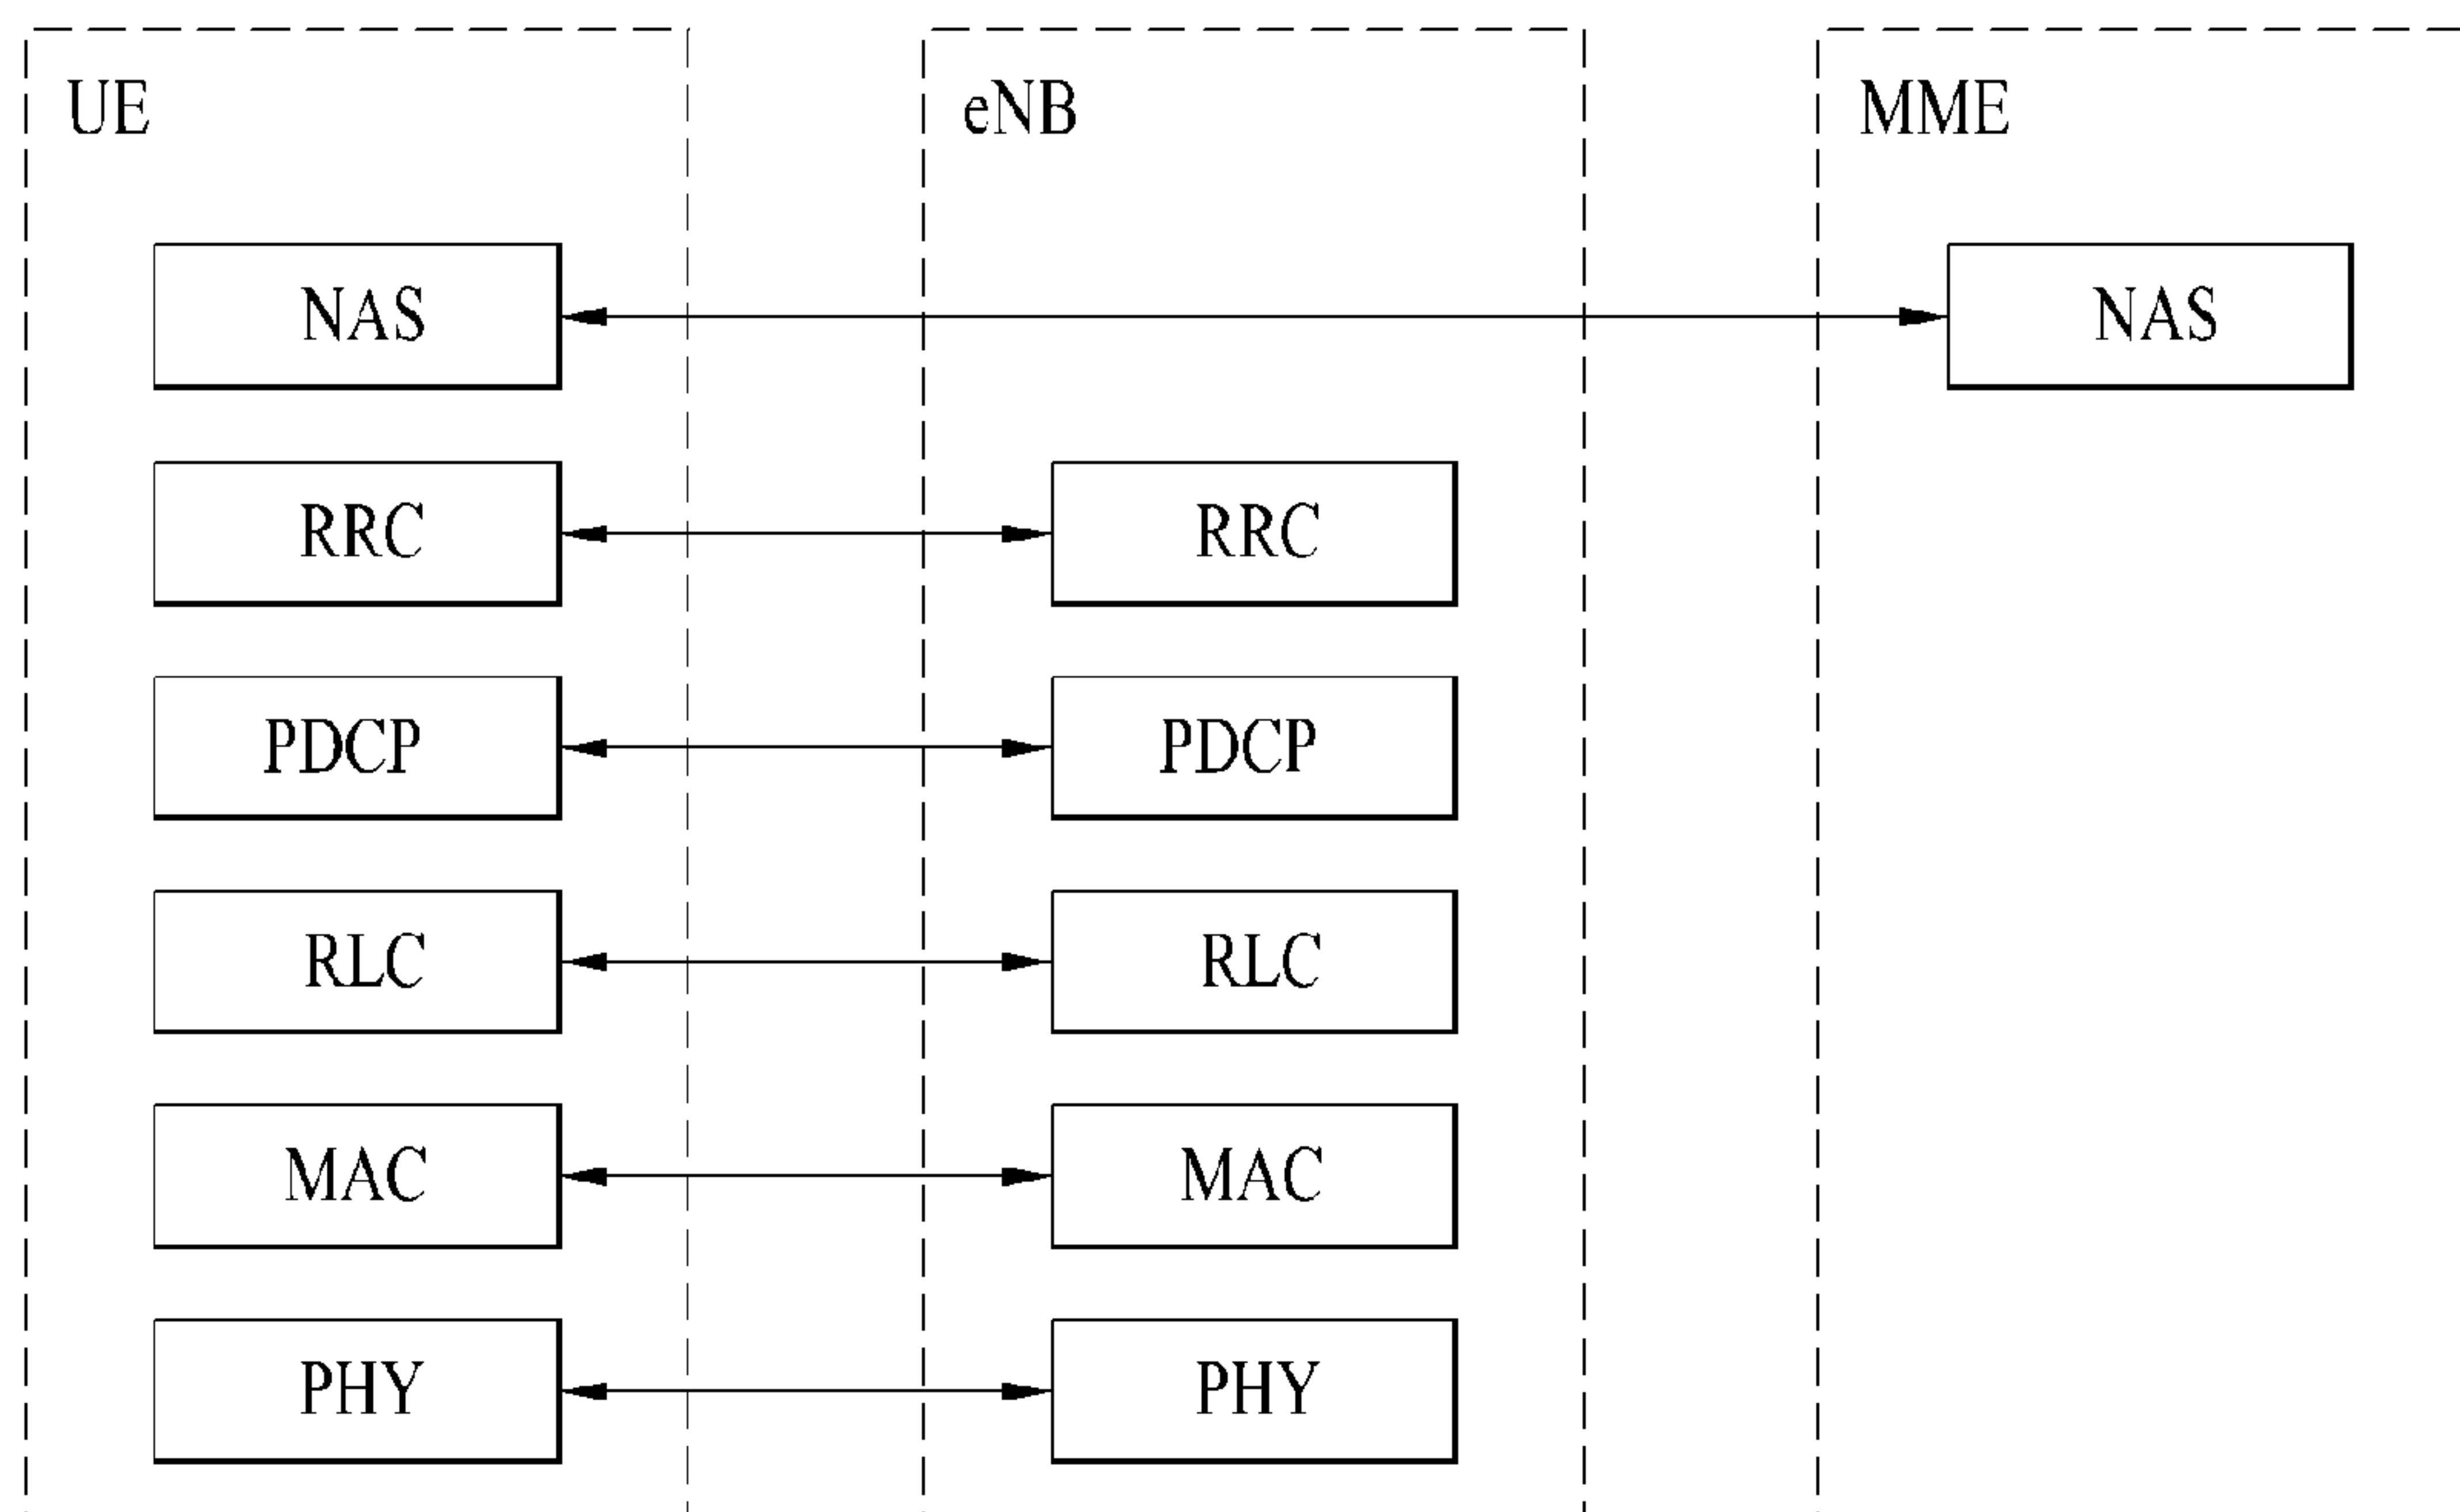 UE
eNB
MME
NAS
NAS
RRC
RRC
PDCP
PDCP
RLC
RLC
MAC
MAC
PHY
PHY